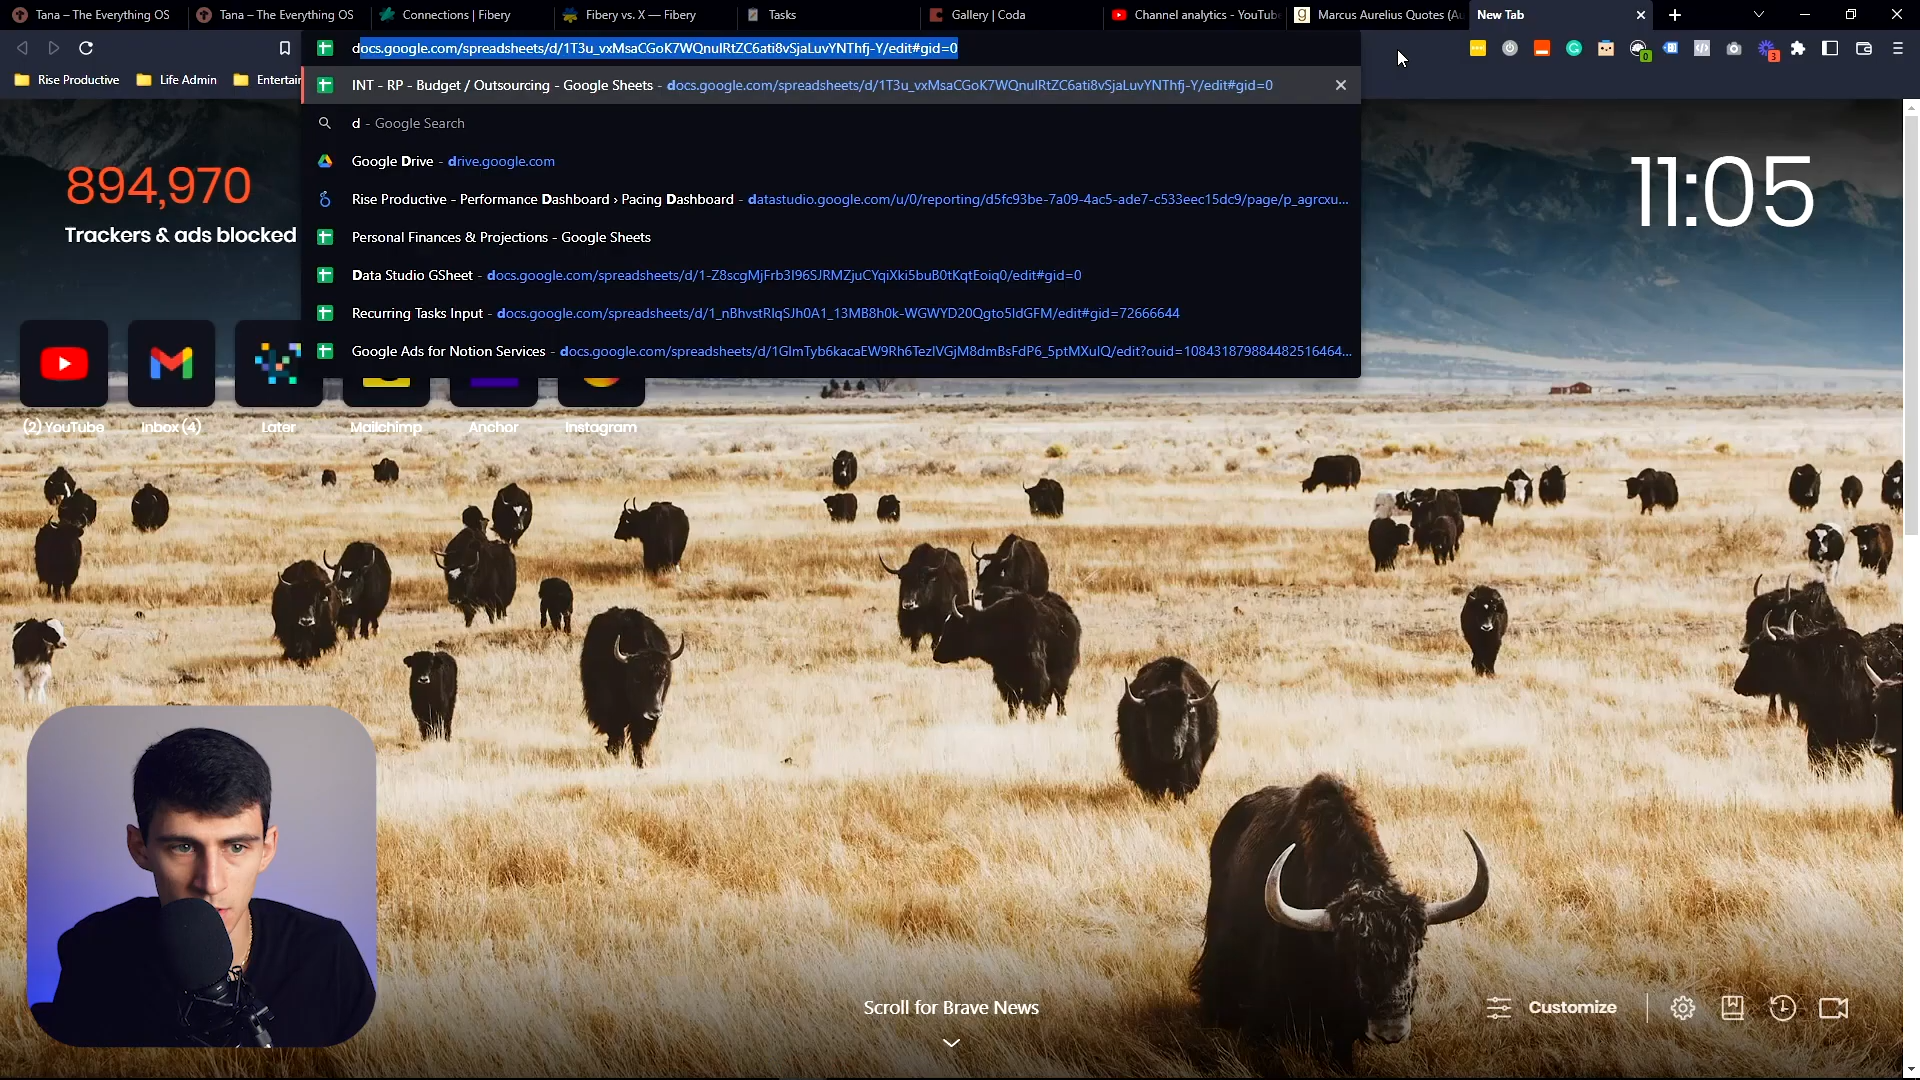 Tana – The Everything OS
Tana – The Everything OS
Connections | Fibery
Fibery vs. X — Fibery
Tasks
Gallery | Coda
Channel analytics - YouTube
Marcus Aurelius Quotes (Au
New Tab
docs.google.com/spreadsheets/d/1T3u_vxMsaCGoK7WQnulRtZC6ati8vSjaLuvYNThfj-Y/edit#gid=0
0
3
Rise Productive
Life Admin
Entertain
INT - RP - Budget / Outsourcing - Google Sheets - docs.google.com/spreadsheets/d/1T3u_vxMsaCGoK7WQnulRtZC6ati8vSjaLuvYNThfj-Y/edit#gid=0
d - Google Search
Google Drive - drive.google.com
Rise Productive - Performance Dashboard › Pacing Dashboard - datastudio.google.com/u/0/reporting/d5fc93be-7a09-4ac5-ade7-c533eec15dc9/page/p_agrcxu...
Personal Finances & Projections - Google Sheets
Data Studio GSheet - docs.google.com/spreadsheets/d/1-Z8scgMjFrb3I96SJRMZjuCYqiXki5buB0tKqtEoiq0/edit#gid=0
Recurring Tasks Input - docs.google.com/spreadsheets/d/1_nBhvstRlqSJh0A1_13MB8h0k-WGWYD20Qgto5ldGFM/edit#gid=72666644
Google Ads for Notion Services - docs.google.com/spreadsheets/d/1GlmTyb6kacaEW9Rh6TezlVGjM8dmBsFdP6_5ptMXulQ/edit?ouid=108431879884482516464...
894,970
Trackers & ads blocked
11:05
(2) YouTube
Inbox (4)
Later
Mailchimp
Anchor
Instagram
Scroll for Brave News
Customize